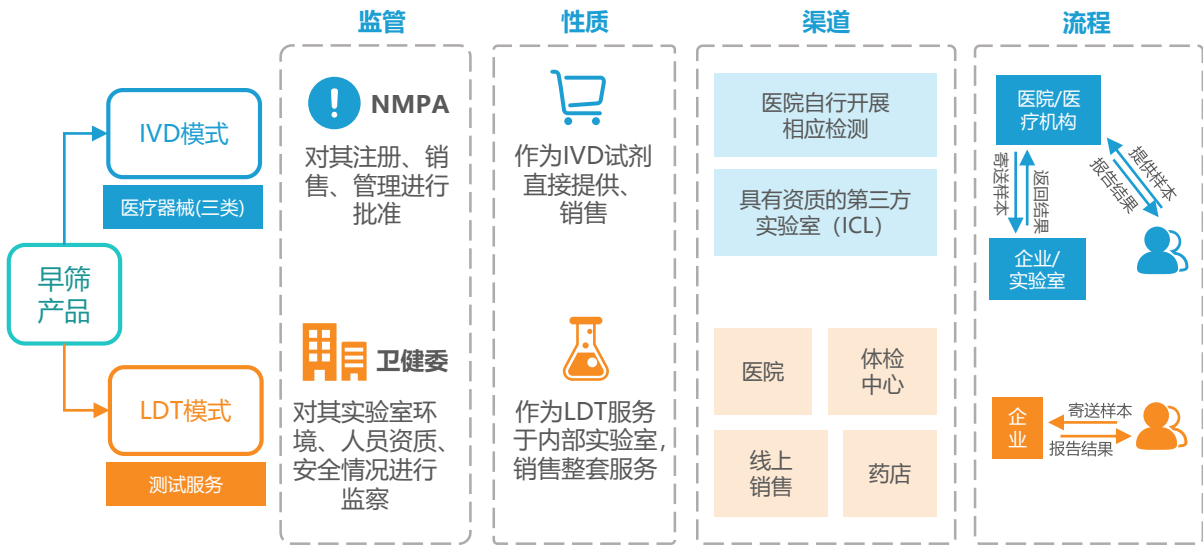 监管
性质
渠道
流程
早筛
产品
IVD模式
医疗器械(三类)
NMPA
对其注册、销
售、管理进行
批准
作为IVD试剂
直接提供、
销售
医院自行开展
相应检测
具有资质的第三方
实验室（ICL）
医院/医
疗机构
寄送样本
返回结果
提供样本
报告结果
企业/
实验室
LDT模式
测试服务
卫健委
对其实验室环
境、人员资质、
安全情况进行
监察
作为LDT服务
于内部实验室，
销售整套服务
医院
体检
中心
线上
销售
药店
企
业
寄送样本
报告结果